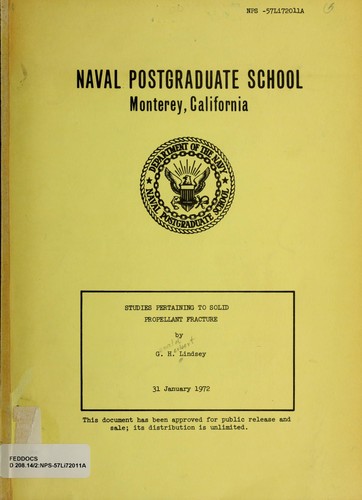 NPS -57Li72011A
NAVAL POSTGRADUATE SCHOOL
Monterey, California
DEPARTMENT OF THE NAVY
NAVAL POSTGRADUATE SCHOOL
STUDIES PERTAINING TO SOLID
PROPELLANT FRACTURE
by
G. H. Lindsey
31 January 1972
This document has been approved for public release and
sale; its distribution is unlimited.
FEDDOCS
D 208.14/2:NPS-57Li72011A